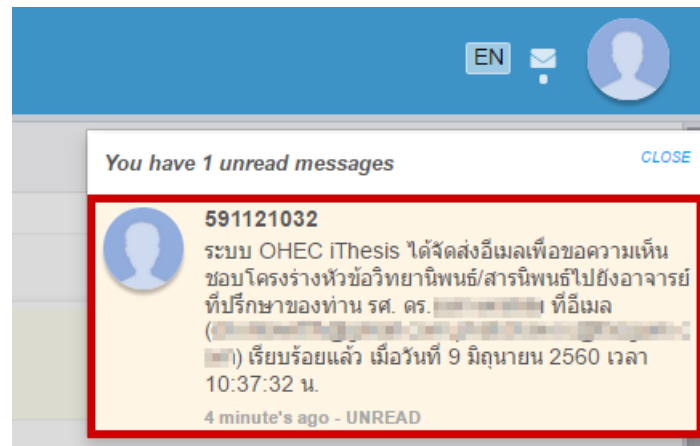 EN
You have 1 unread messages
CLOSE
591121032
ระบบ OHEC iThesis ได้จัดส่งอีเมลเพื่อขอความเห็น
ชอบโครงร่างหัวข้อวิทยานิพนธ์/สารนิพนธ์ไปยังอาจารย์
ที่ปรึกษาของท่าน รศ. ดร. ที่อีเมล
(
) เรียบร้อยแล้ว เมื่อวันที่ 9 มิถุนายน 2560 เวลา
10:37:32 น.
4 minute's ago - UNREAD